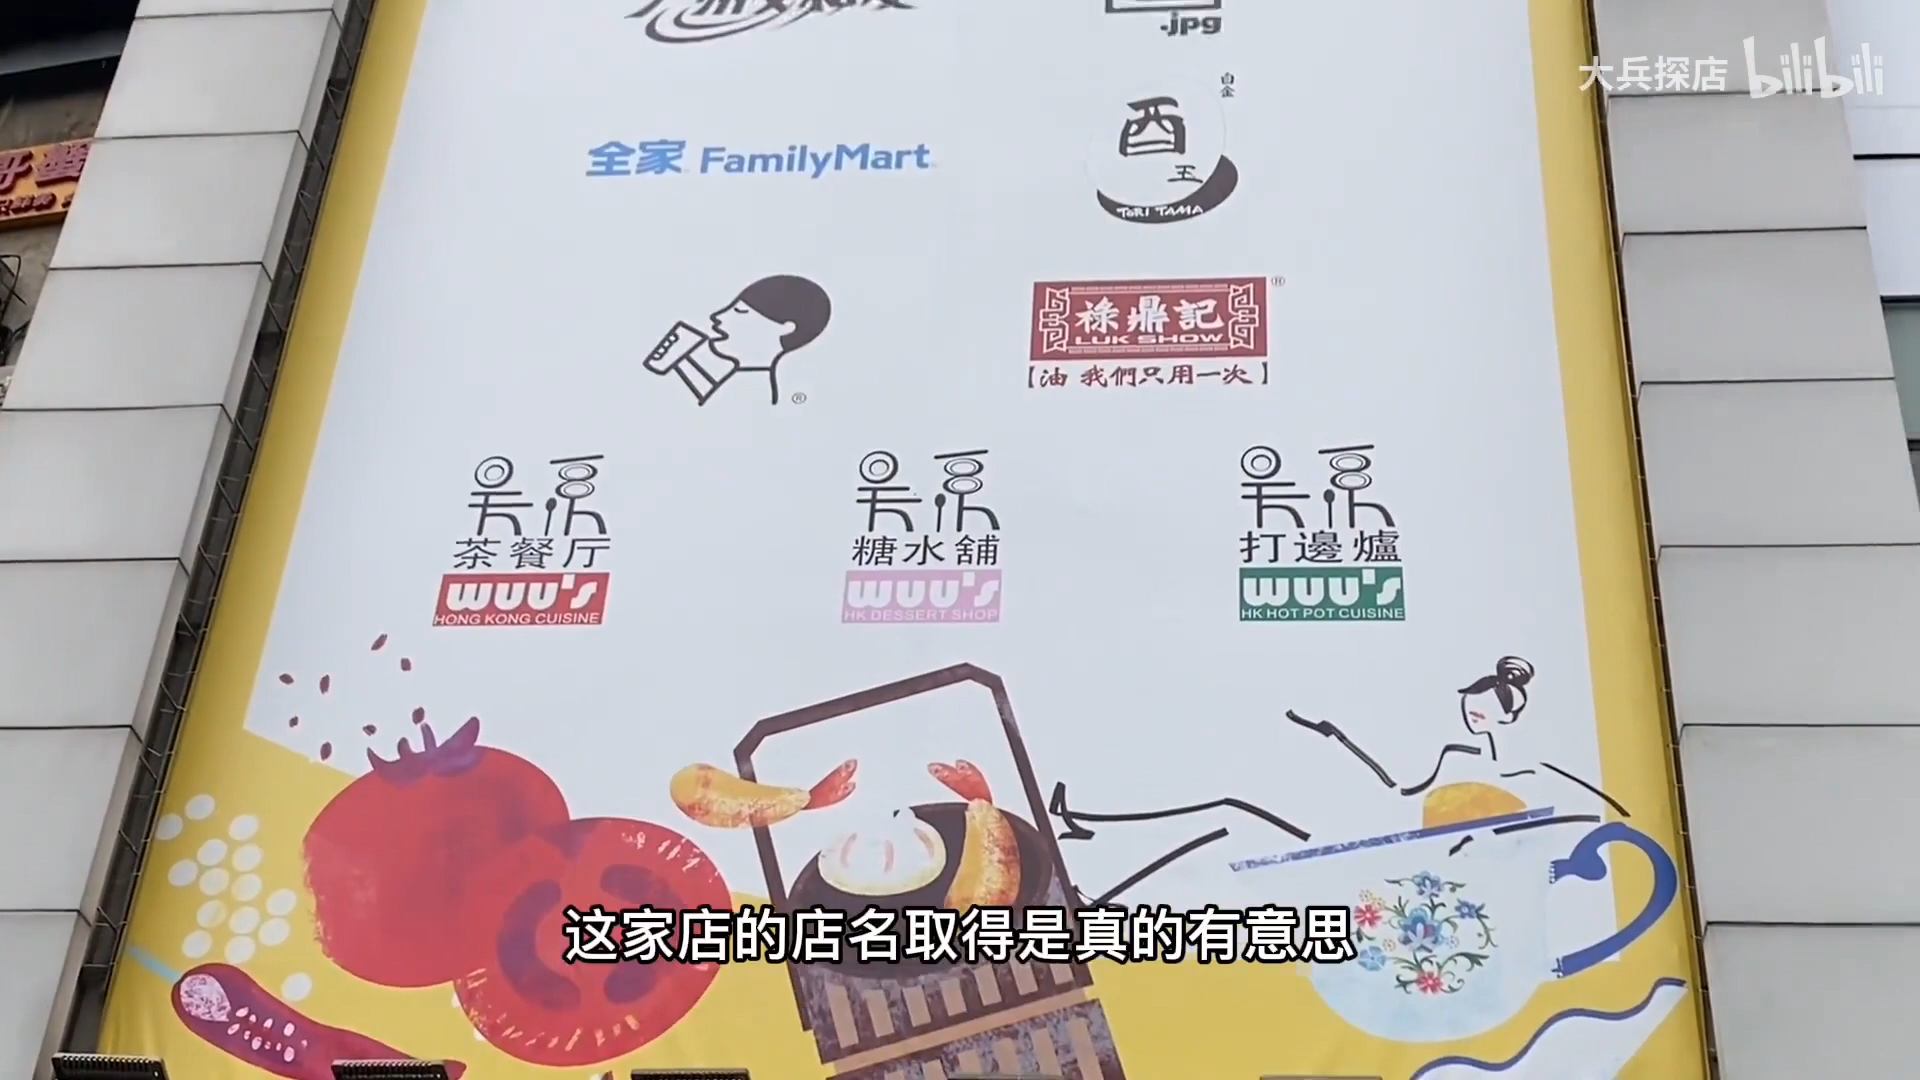 .jpg
大兵探店 bilibili
白金
全家 FamilyMart
酉
玉
TORI TAMA
祿鼎記
LUK SHOW
【油 我們只用一次】
吴系 吴系 吴系
茶餐厅 糖水舖 打邊爐
WUU'S WUU'S WUU'S
HONG KONG CUISINE HK DESSERT SHOP HK HOT POT CUISINE
这家店的店名取得是真的有意思